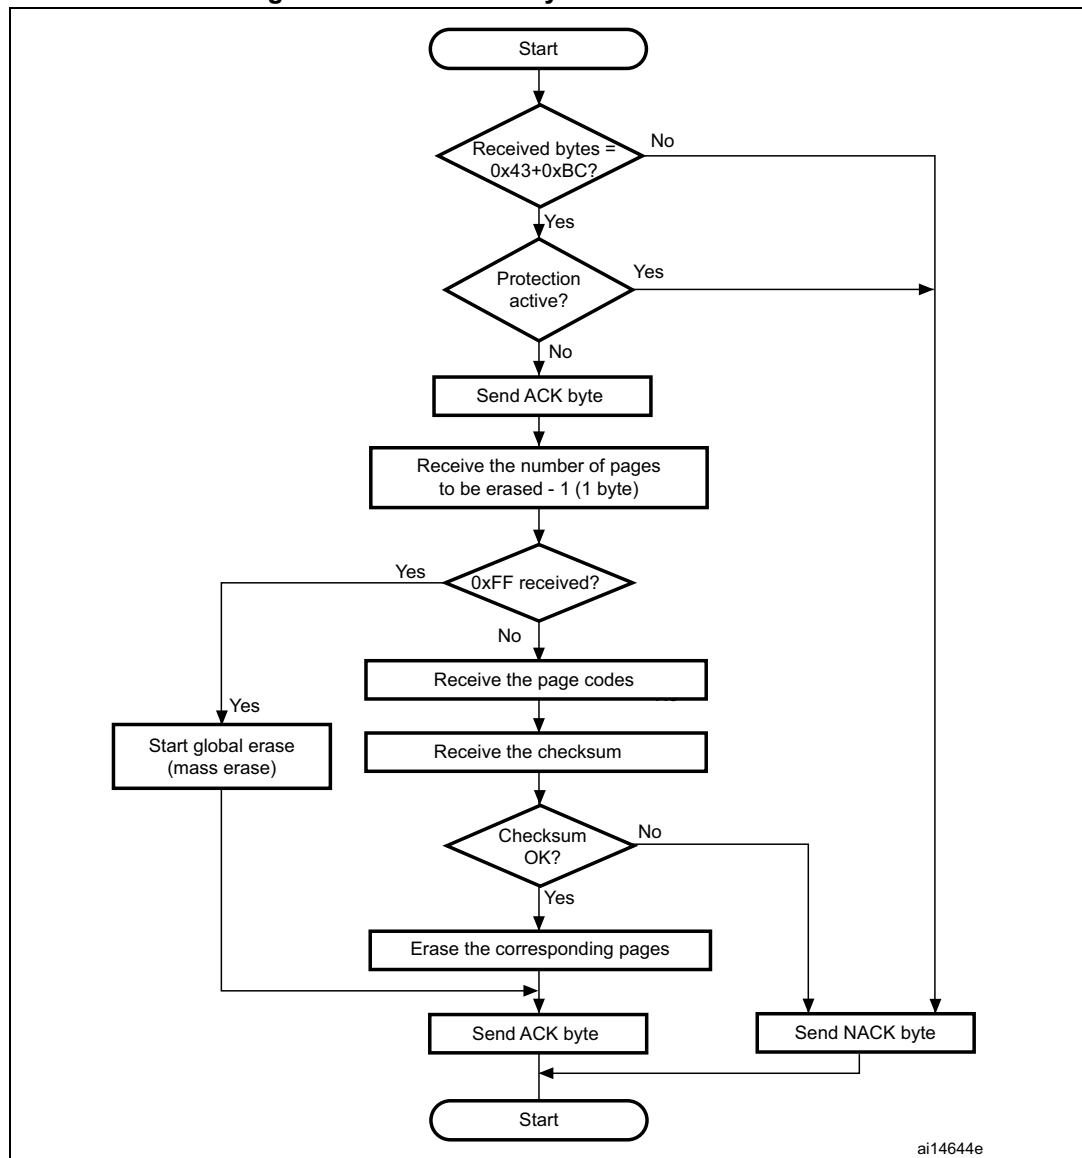 Start
Received bytes =
0x43+0xBC?
No
Yes
Protection
active?
Yes
No
Send ACK byte
Receive the number of pages
to be erased - 1 (1 byte)
Yes
0xFF received?
No
Receive the page codes
Yes
Start global erase
(mass erase)
Receive the checksum
Checksum
OK?
No
Yes
Erase the corresponding pages
Send ACK byte
Send NACK byte
Start
ai14644e